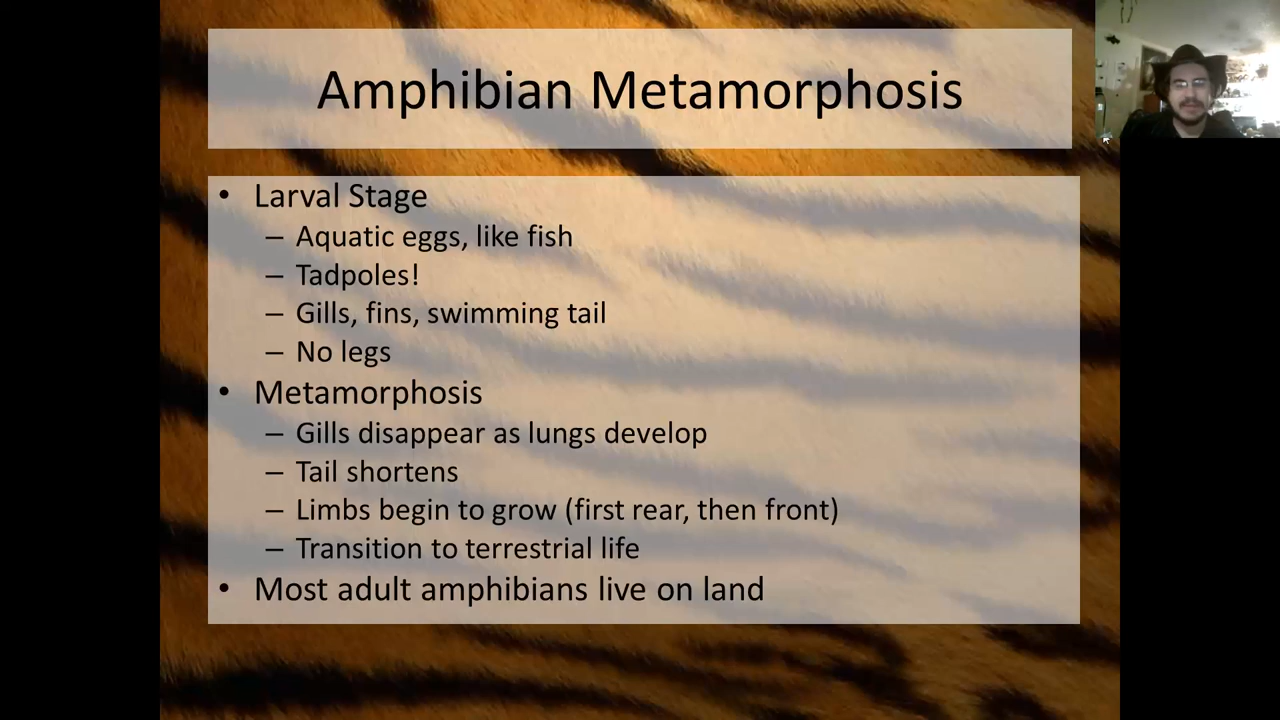 Amphibian Metamorphosis
• Larval Stage
– Aquatic eggs, like fish
– Tadpoles!
– Gills, fins, swimming tail
– No legs
• Metamorphosis
– Gills disappear as lungs develop
– Tail shortens
– Limbs begin to grow (first rear, then front)
– Transition to terrestrial life
• Most adult amphibians live on land